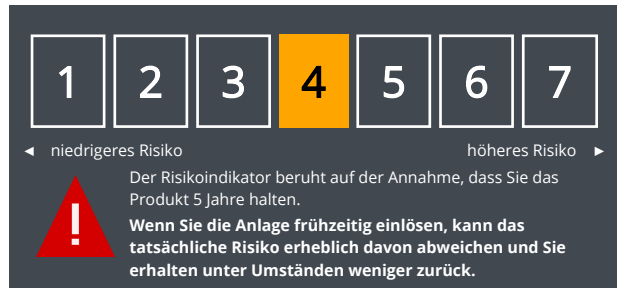 1 2 3 4 5 6 7
◄ niedrigeres Risiko höheres Risiko ►
Der Risikoindikator beruht auf der Annahme, dass Sie das
Produkt 5 Jahre halten.
!
Wenn Sie die Anlage frühzeitig einlösen, kann das
tatsächliche Risiko erheblich davon abweichen und Sie
erhalten unter Umständen weniger zurück.